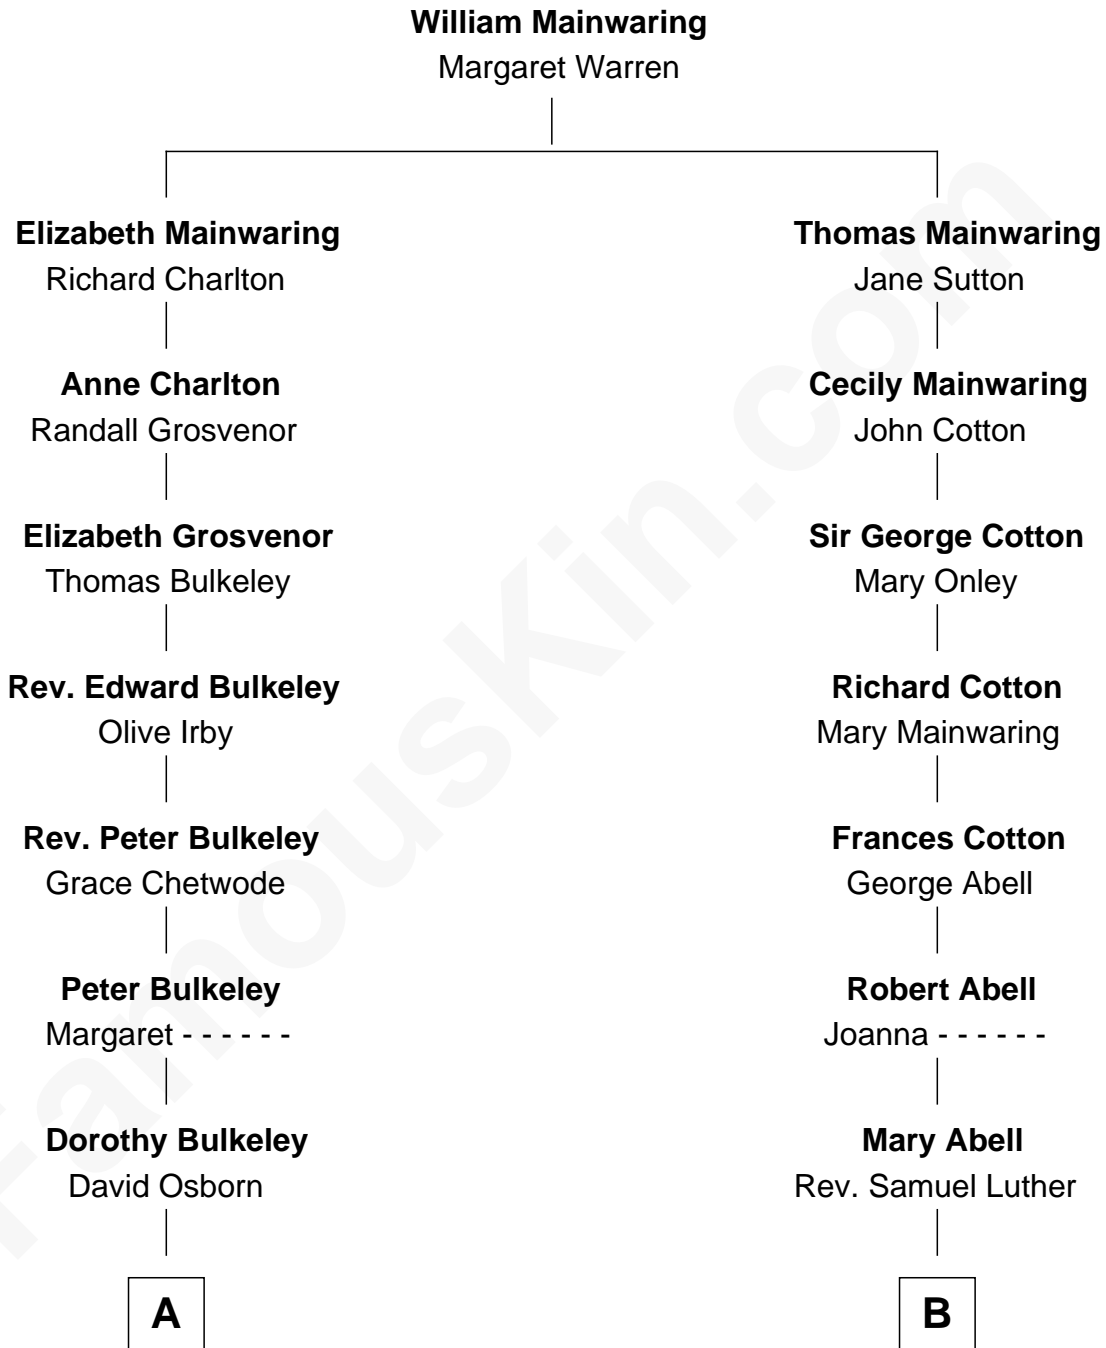 William Mainwaring
Margaret Warren
Elizabeth Mainwaring
Richard Charlton
Anne Charlton
Randall Grosvenor
Elizabeth Grosvenor
Thomas Bulkeley
Rev. Edward Bulkeley
Olive Irby
Rev. Peter Bulkeley
Grace Chetwode
Peter Bulkeley
Margaret - - - - - -
Dorothy Bulkeley
David Osborn
A
Thomas Mainwaring
Jane Sutton
Cecily Mainwaring
John Cotton
Sir George Cotton
Mary Onley
Richard Cotton
Mary Mainwaring
Frances Cotton
George Abell
Robert Abell
Joanna - - - - - -
Mary Abell
Rev. Samuel Luther
B
FamousKin.com